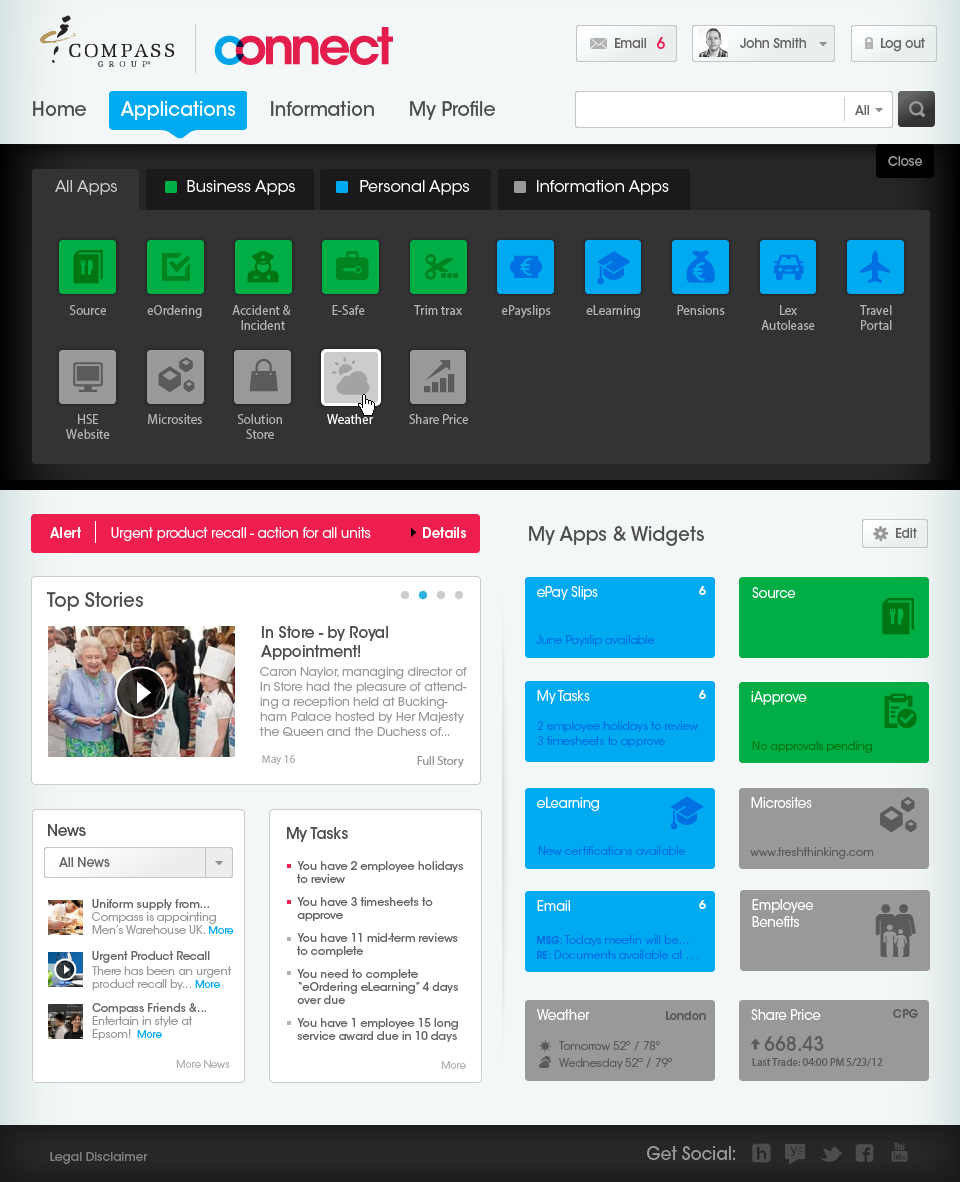 COMPASS
GROUP
connect
Email 6
John Smith
Log out
Home
Applications
Information
My Profile
All
Close
All Apps
Business Apps
Personal Apps
Information Apps
Source
eOrdering
Accident &
Incident
E-Safe
Trim trax
ePayslips
eLearning
Pensions
Lex
Autolease
Travel
Portal
HSE
Website
Microsites
Solution
Store
Weather
Share Price
Alert
Urgent product recall - action for all units
Details
Top Stories
In Store - by Royal
Appointment!
Caron Naylor, managing director of
In Store had the pleasure of attend-
ing a reception held at Bucking-
ham Palace hosted by Her Majesty
the Queen and the Duchess of...
May 16
Full Story
News
All News
Uniform supply from...
Compass is appointing
Men's Warehouse UK. More
Urgent Product Recall
There has been an urgent
product recall by... More
Compass Friends &...
Entertain in style at
Epsom! More
More News
My Tasks
You have 2 employee holidays
to review
You have 3 timesheets to
approve
You have 11 mid-term reviews
to complete
You need to complete
"eOrdering eLearning" 4 days
over due
You have 1 employee 15 long
service award due in 10 days
More
My Apps & Widgets
Edit
ePay Slips 6
June Payslip available
Source
My Tasks 6
2 employee holidays to review
3 timesheets to approve
iApprove
No approvals pending
eLearning
New certifications available
Microsites
www.freshthinking.com
Email 6
MSG: Todays meetin will be...
RE: Documents available at . . .
Employee
Benefits
Weather London
Tomorrow 52° / 78°
Wednesday 52° / 79°
Share Price CPG
668.43
Last Trade: 04:00 PM 5/23/12
Legal Disclaimer
Get Social:
h
y
f
You
Tube